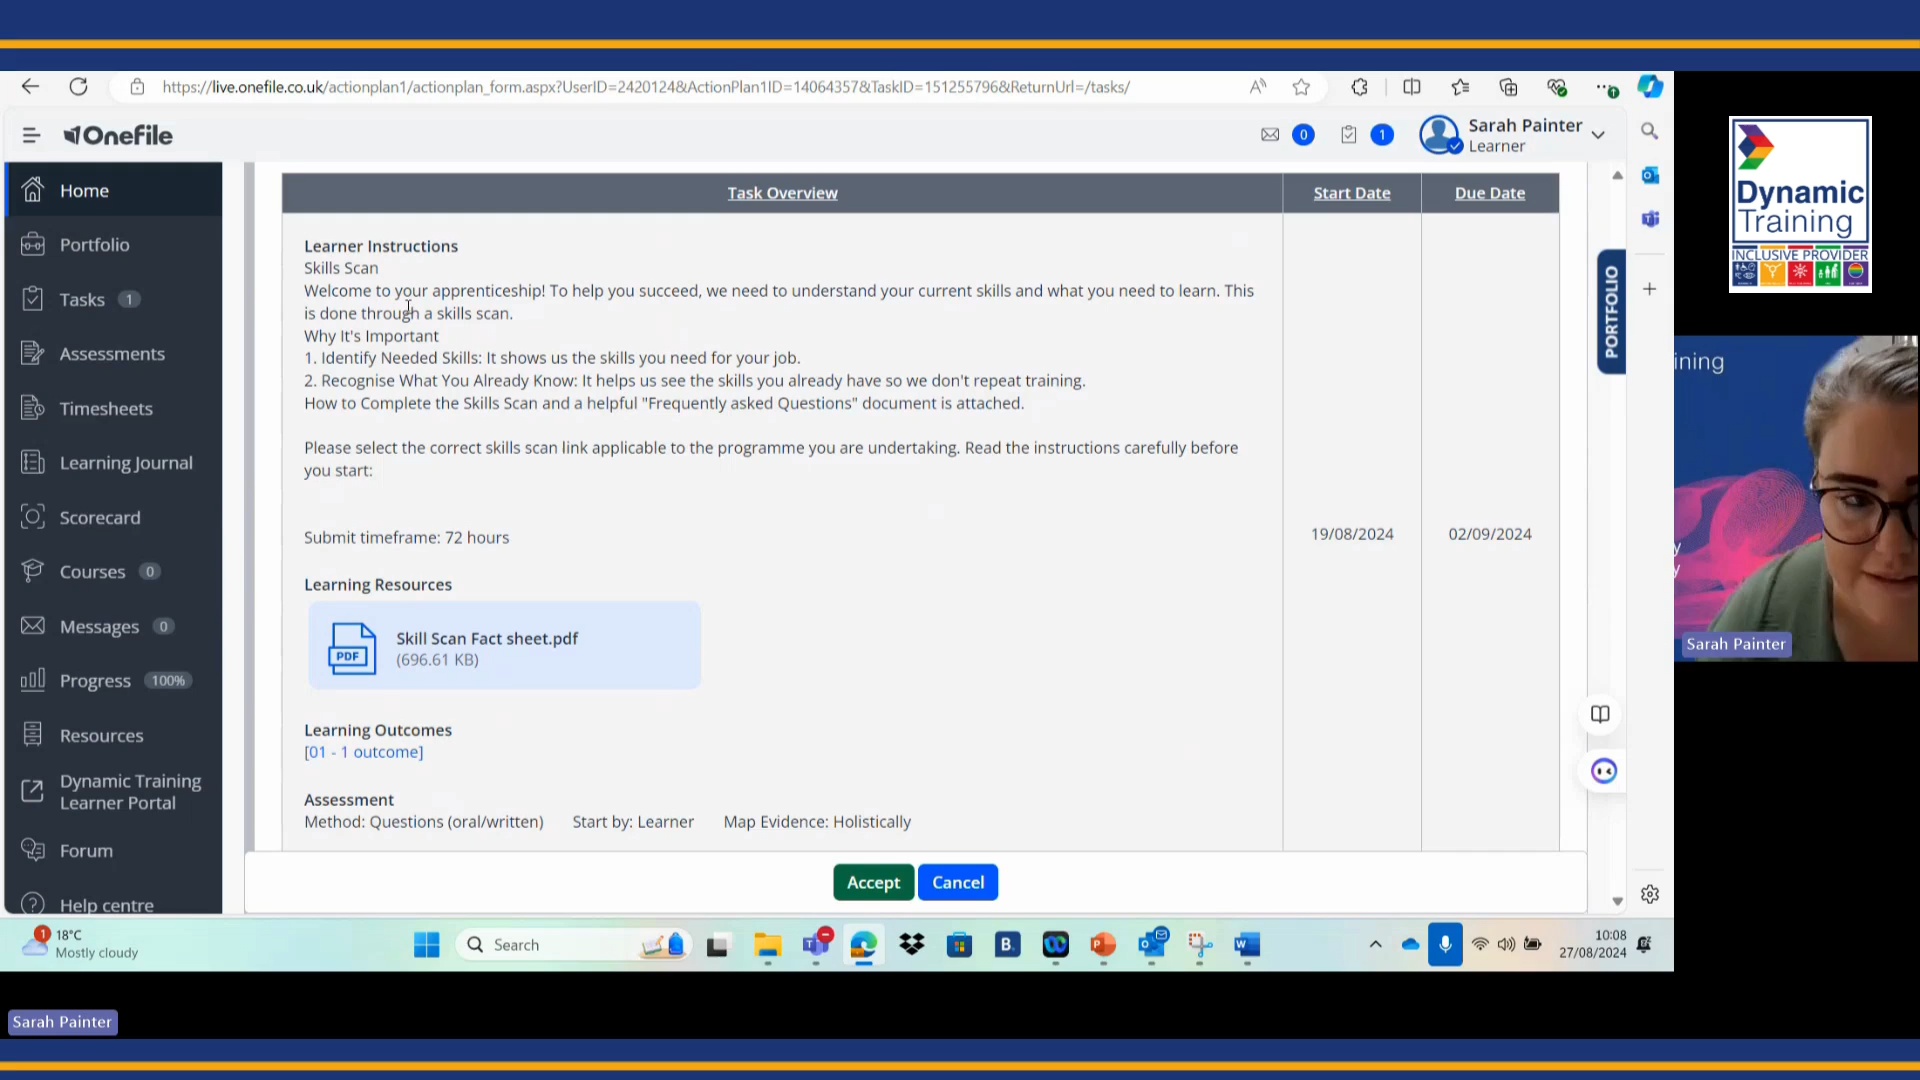 https://live.onefile.co.uk/actionplan1/actionplan_form.aspx?UserID=2420124&ActionPlan1ID=14064357&TaskID=151255796&ReturnUrl=/tasks/
Onefile
0
1
Sarah Painter
Learner
Home
Portfolio
Tasks 1
Assessments
Timesheets
Learning Journal
Scorecard
Courses 0
Messages 0
Progress 100%
Resources
Dynamic Training
Learner Portal
Forum
Help centre
Task Overview
Start Date
Due Date
Learner Instructions
Skills Scan
Welcome to your apprenticeship! To help you succeed, we need to understand your current skills and what you need to learn. This
is done through a skills scan.
Why It's Important
1. Identify Needed Skills: It shows us the skills you need for your job.
2. Recognise What You Already Know: It helps us see the skills you already have so we don't repeat training.
How to Complete the Skills Scan and a helpful "Frequently asked Questions" document is attached.
Please select the correct skills scan link applicable to the programme you are undertaking. Read the instructions carefully before
you start:
Submit timeframe: 72 hours
19/08/2024
02/09/2024
Learning Resources
PDF
Skill Scan Fact sheet.pdf
(696.61 KB)
Learning Outcomes
[01 - 1 outcome]
Assessment
Method: Questions (oral/written) Start by: Learner Map Evidence: Holistically
Accept
Cancel
PORTFOLIO
Dynamic
Training
INCLUSIVE PROVIDER
ining
Sarah Painter
1
18°C
Mostly cloudy
Search
B.
10:08
27/08/2024
Sarah Painter